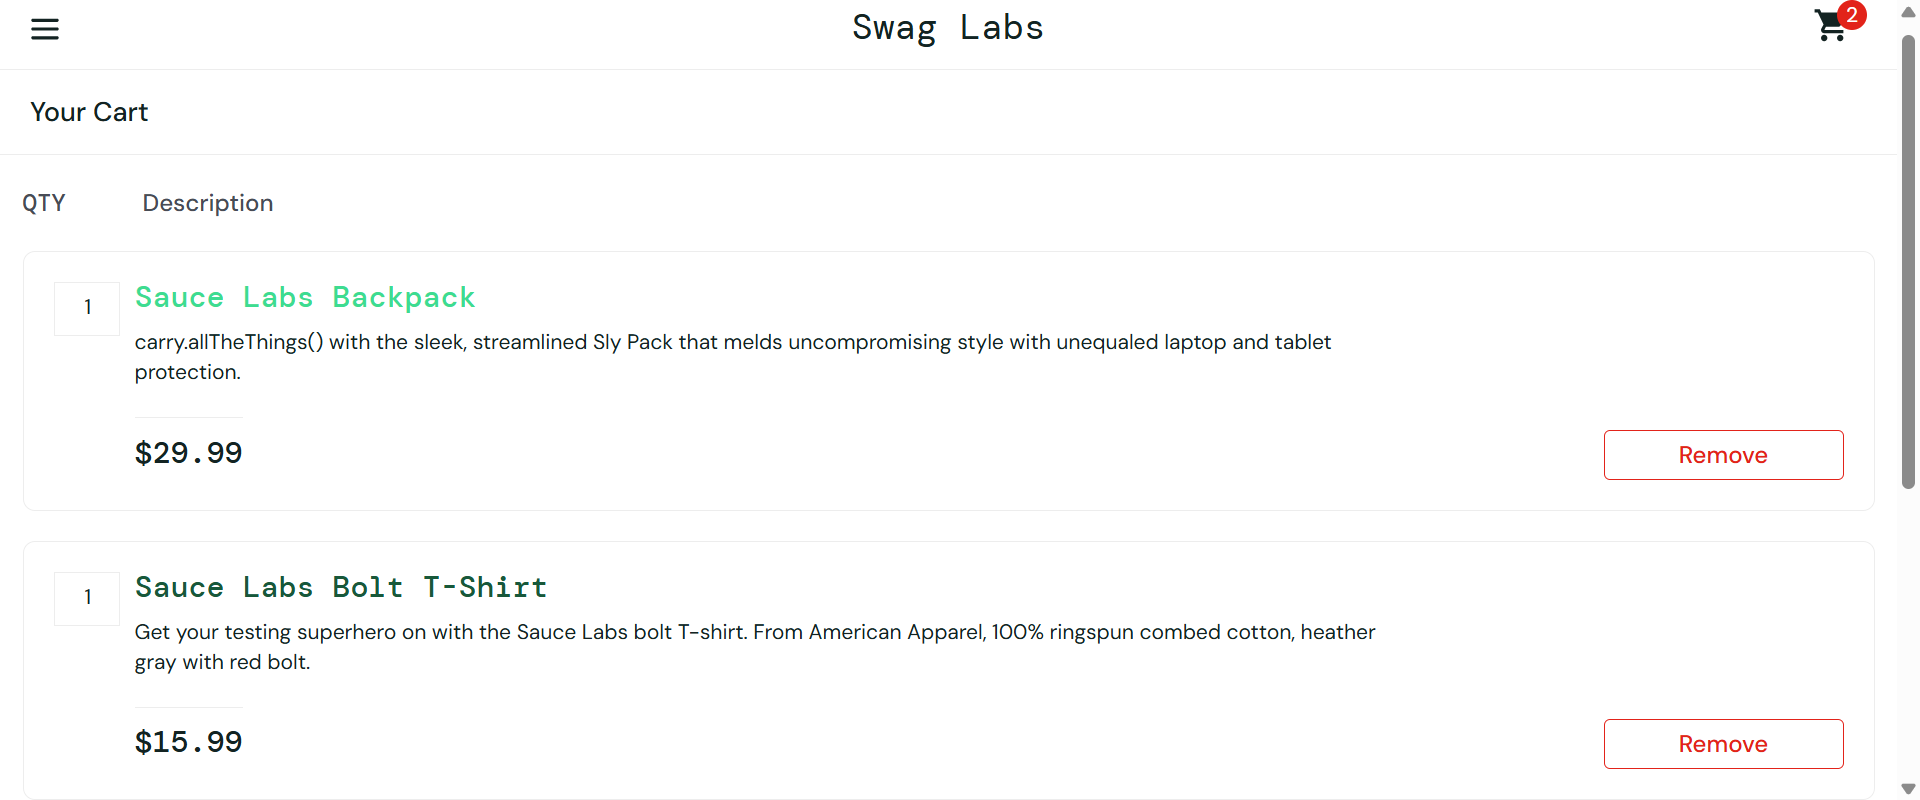 Swag Labs
2
Your Cart
QTY Description
1
Sauce Labs Backpack
carry.allTheThings() with the sleek, streamlined Sly Pack that melds uncompromising style with unequaled laptop and tablet
protection.
$29.99
Remove
1
Sauce Labs Bolt T-Shirt
Get your testing superhero on with the Sauce Labs bolt T-shirt. From American Apparel, 100% ringspun combed cotton, heather
gray with red bolt.
$15.99
Remove